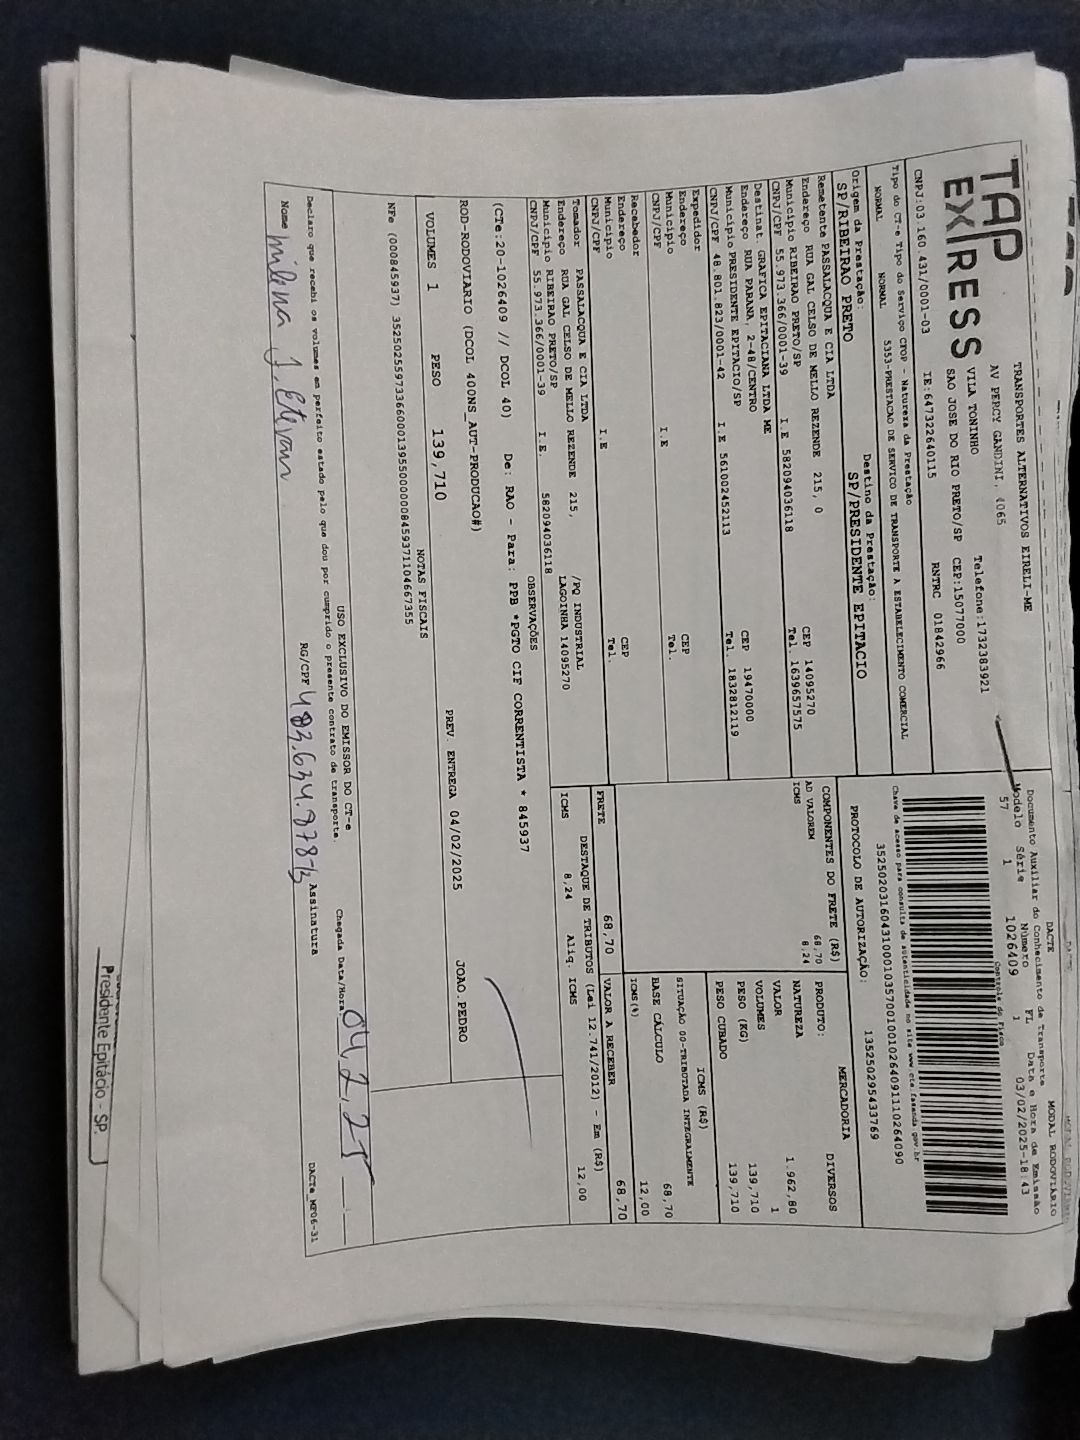 TAP
EXPRESS
TRANSPORTES ALTERNATIVOS EIRELI-ME
AV PERCY GANDINI, 4065
VILA TONINHO Telefone:1732383921
SAO JOSE DO RIO PRETO/SP CEP:15077000
CNPJ:03.160.431/0001-03 IE:647322640115 RNTRC 01842966
Tipo do CT-e Tipo do Serviço CFOP - Natureza da Prestação
NORMAL NORMAL 5353-PRESTACAO DE SERVICO DE TRANSPORTE A ESTABELECIMENTO COMERCIAL
Origem da Prestação: Destino da Prestação:
SP/RIBEIRAO PRETO SP/PRESIDENTE EPITACIO
Remetente PASSALACQUA E CIA LTDA
Endereço RUA GAL CELSO DE MELLO REZENDE 215, 0 CEP 14095270
Município RIBEIRAO PRETO/SP Tel. 1639657575
CNPJ/CPF 55.973.366/0001-39 I.E 582094036118
Destinat. GRAFICA EPITACIANA LTDA ME
Endereço RUA PARANA, 2-48/CENTRO CEP 19470000
Município PRESIDENTE EPITACIO/SP Tel. 1832812119
CNPJ/CPF 48.801.823/0001-42 I.E 561002452113
Expedidor
Endereço CEP
Município Tel.
CNPJ/CPF I.E
Recebedor
Endereço CEP
Município Tel.
CNPJ/CPF I.E
Tomador PASSALACQUA E CIA LTDA
Endereço RUA GAL CELSO DE MELLO REZENDE 215, /PQ INDUSTRIAL
Município RIBEIRAO PRETO/SP LAGOINHA 14095270
CNPJ/CPF 55.973.366/0001-39 I.E. 582094036118
DACTE MODAL RODOVIÁRIO
Documento Auxiliar do Conhecimento de Transporte
Modelo Série Número FL Data e Hora de Emissão
57 1 1026409 1 03/02/2025-18:43
Controle do Fisco
Chave de acesso para consulta de autenticidade no site www.cte.fazenda.gov.br
35250203160431000103570010010264091110264090
PROTOCOLO DE AUTORIZAÇÃO: 135250295433769
COMPONENTES DO FRETE (R$)
AD VALOREM 68,70
ICMS 8,24
MERCADORIA
PRODUTO: DIVERSOS
NATUREZA
VALOR 1.962,80
VOLUMES 1
PESO (KG) 139,710
PESO CUBADO 139,710
ICMS (R$)
SITUAÇÃO 00-TRIBUTADA INTEGRALMENTE
BASE CÁLCULO 68,70
ICMS(%) 12,00
FRETE 68,70 VALOR A RECEBER 68,70
DESTAQUE DE TRIBUTOS (Lei 12.741/2012) - Em (R$)
ICMS 8,24 Aliq. ICMS 12,00
OBSERVAÇÕES
(CTe:20-1026409 // DCOL 40) De: RAO - Para: PPB *PGTO CIF CORRENTISTA * 845937
ROD-RODOVIARIO (DCOL 400NS_AUT-PRODUCAO#)
PREV. ENTREGA 04/02/2025 JOAO.PEDRO
VOLUMES 1 PESO 139,710
NOTAS FISCAIS
NFe (000845937) 35250255973366000139550000008459371104667355
USO EXCLUSIVO DO EMISSOR DO CT-e
Declaro que recebi os volumes em perfeito estado pelo que dou por cumprido o presente contrato de transporte. Chegada Data/Hora 04.2.25
Nome milena J. Estevam RG/CPF 483.634.878-13 Assinatura
DACTe_MP06-31
Presidente Epitácio - SP.